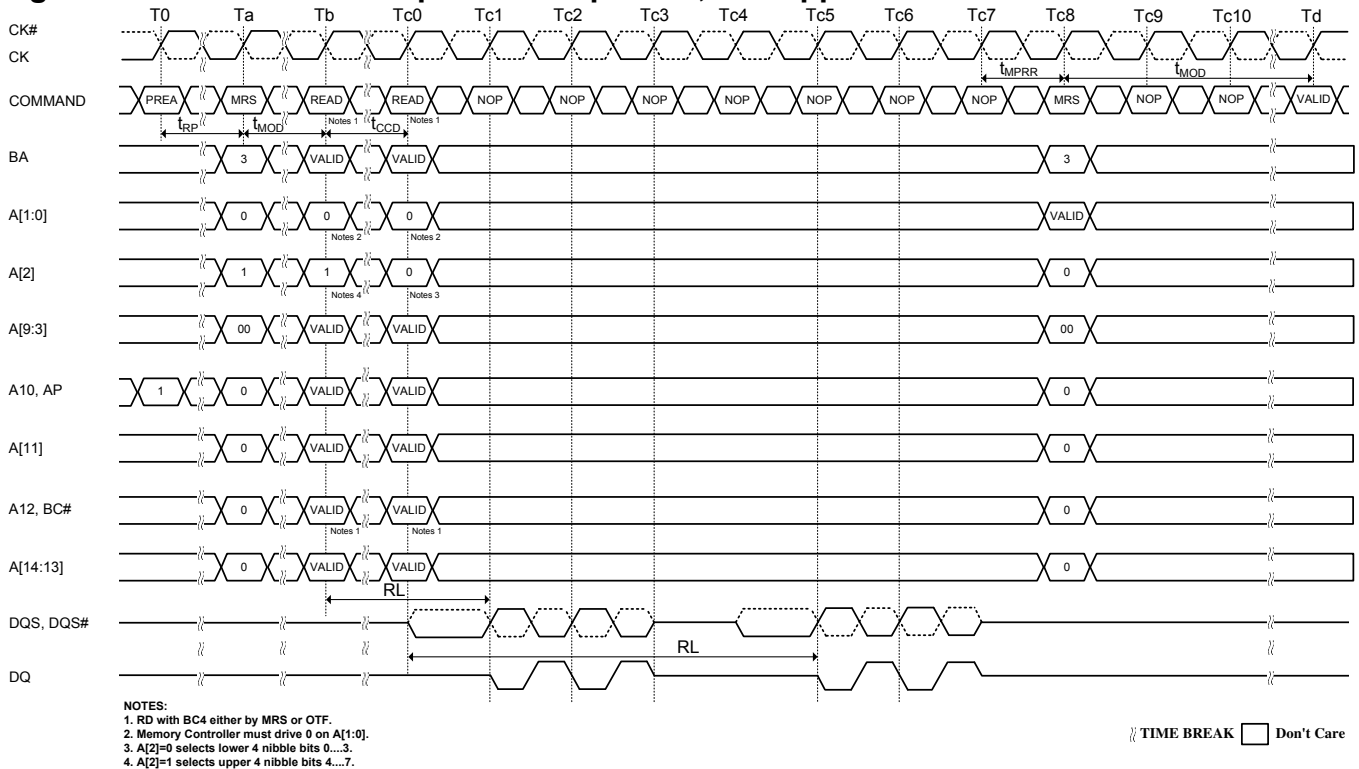 T0 Ta Tb Tc0 Tc1 Tc2 Tc3 Tc4 Tc5 Tc6 Tc7 Tc8 Tc9 Tc10 Td
CK#
CK
tMPRR tMOD
COMMAND PREA MRS READ READ NOP NOP NOP NOP NOP NOP NOP MRS NOP NOP VALID
Notes 1 Notes 1
tRP tMOD tCCD
BA 3 VALID VALID 3
A[1:0] 0 0 0 VALID
Notes 2 Notes 2
A[2] 1 1 0 0
Notes 4 Notes 3
A[9:3] 00 VALID VALID 00
A10, AP 1 0 VALID VALID 0
A[11] 0 VALID VALID 0
A12, BC# 0 VALID VALID 0
Notes 1 Notes 1
A[14:13] 0 VALID VALID 0
RL
DQS, DQS#
RL
DQ
NOTES:
1. RD with BC4 either by MRS or OTF.
2. Memory Controller must drive 0 on A[1:0].
3. A[2]=0 selects lower 4 nibble bits 0....3.
4. A[2]=1 selects upper 4 nibble bits 4....7.
TIME BREAK Don't Care